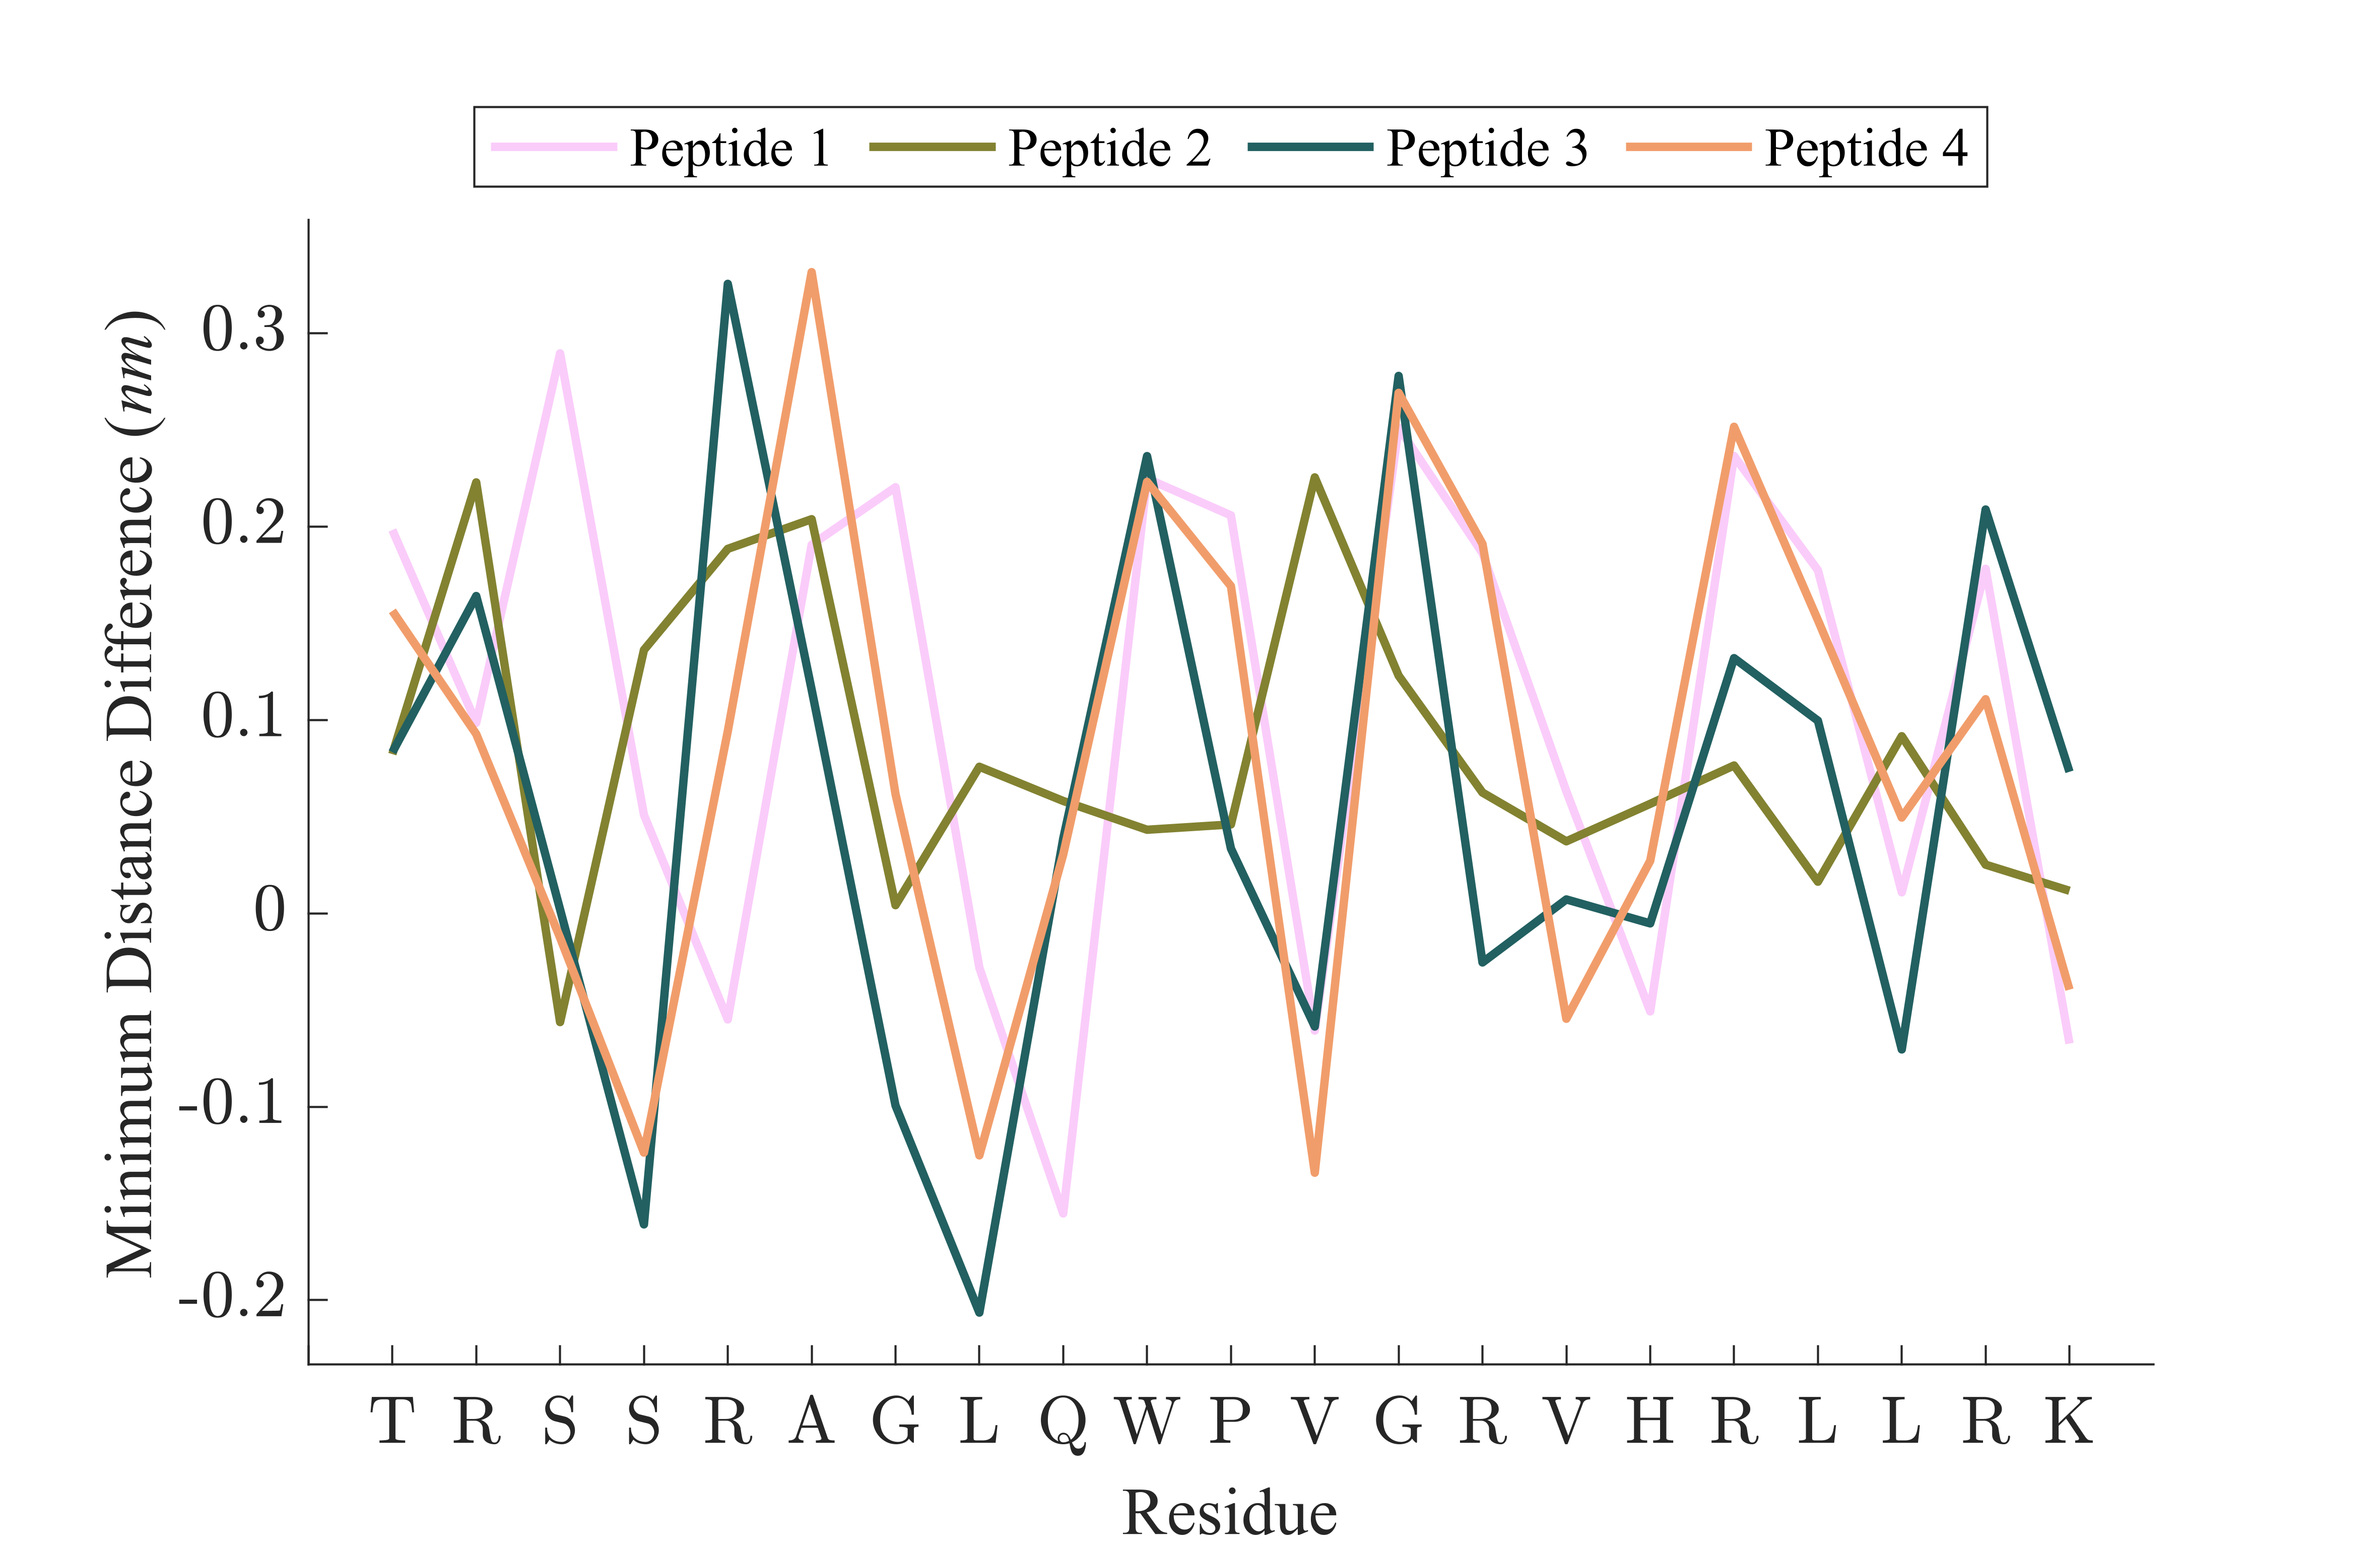 Peptide 1 Peptide 2 Peptide 3 Peptide 4
Minimum Distance Difference (nm)
0.3
0.2
0.1
0
-0.1
-0.2
T R S S R A G L Q W P V G R V H R L L R K
Residue